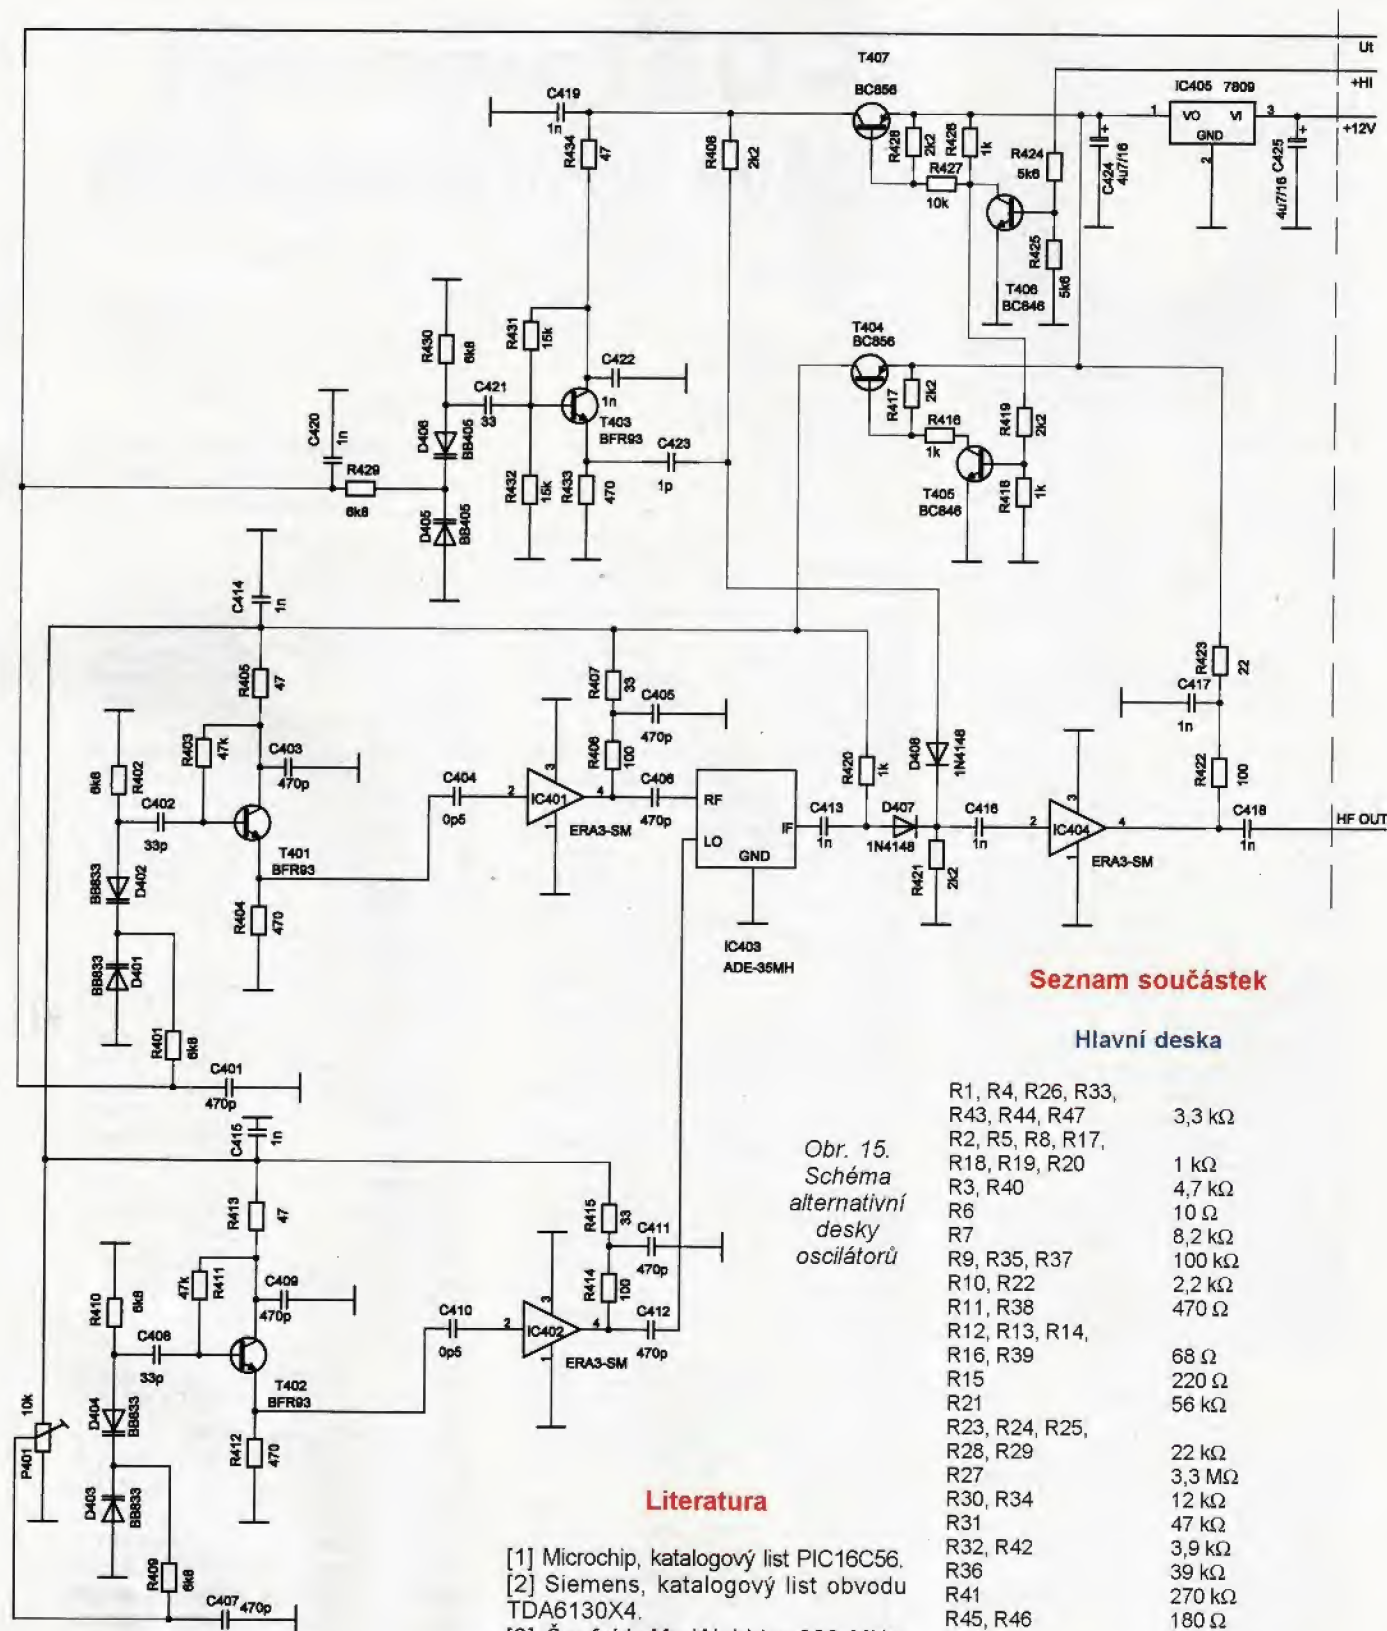 Ut
+HI
+12V
T407
BC856
IC405 7809
1 VO VI 3
GND
2
C419
1n
R434
47
R408
2k2
R428
2k2
R426
1k
R427
10k
R424
5k6
C424
4u7/16
4u7/16 C425
R425
5k6
T406
BC846
T404
BC856
R417
2k2
R416
1k
R419
2k2
T405
BC846
R418
1k
R430
6k8
R431
15k
C422
1n
C421
33
T403
BFR93
C423
1p
C420
1n
D406
BB405
R429
6k8
R432
15k
R433
470
D405
BB405
C414
1n
R405
47
R407
33
C405
470p
R423
22
C417
1n
R403
47k
C403
470p
6k8
R402
C402
33p
C404
0p5
3
2 IC401 4
1
ERA3-SM
R406
100
C406
470p
RF
LO
IF
GND
IC403
ADE-35MH
R420
1k
D408
1N4148
C413
1n
D407
1N4148
R421
2k2
C416
1n
3
2 IC404 4
1
ERA3-SM
R422
100
C418
1n
HF OUT
T401
BFR93
BB833
D402
R404
470
BB833
D401
R401
6k8
C401
470p
C415
1n
R413
47
R415
33
C411
470p
47k
R411
C409
470p
R410
6k8
C408
33p
C410
0p5
3
2 IC402 4
1
ERA3-SM
R414
100
C412
470p
T402
BFR93
10k
P401
D404
BB833
R412
470
D403
BB833
R409
6k8
C407 470p
Obr. 15.
Schéma
alternativní
desky
oscilátorů
Literatura
[1] Microchip, katalogový list PIC16C56.
[2] Siemens, katalogový list obvodu
TDA6130X4.
Seznam součástek
Hlavní deska
R1, R4, R26, R33,
R43, R44, R47 3,3 kΩ
R2, R5, R8, R17,
R18, R19, R20 1 kΩ
R3, R40 4,7 kΩ
R6 10 Ω
R7 8,2 kΩ
R9, R35, R37 100 kΩ
R10, R22 2,2 kΩ
R11, R38 470 Ω
R12, R13, R14,
R16, R39 68 Ω
R15 220 Ω
R21 56 kΩ
R23, R24, R25,
R28, R29 22 kΩ
R27 3,3 MΩ
R30, R34 12 kΩ
R31 47 kΩ
R32, R42 3,9 kΩ
R36 39 kΩ
R41 270 kΩ
R45, R46 180 Ω